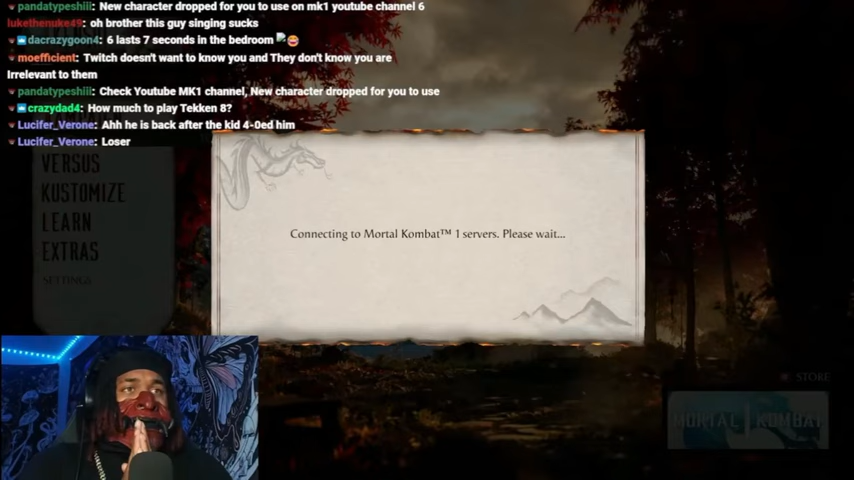 pandatypeshiii: New character dropped for you to use on mk1 youtube channel 6
lukethenuke49: oh brother this guy singing sucks
dacrazygoon4: 6 lasts 7 seconds in the bedroom
moefficient: Twitch doesn't want to know you and They don't know you are
Irrelevant to them
pandatypeshiii: Check Youtube MK1 channel, New character dropped for you to use
crazydad4: How much to play Tekken 8?
Lucifer_Verone: Ahh he is back after the kid 4-0ed him
Lucifer_Verone: Loser
VERSUS
KUSTOMIZE
LEARN
EXTRAS
SETTINGS
Connecting to Mortal Kombat™ 1 servers. Please wait...
STORE
MORTAL KOMBAT